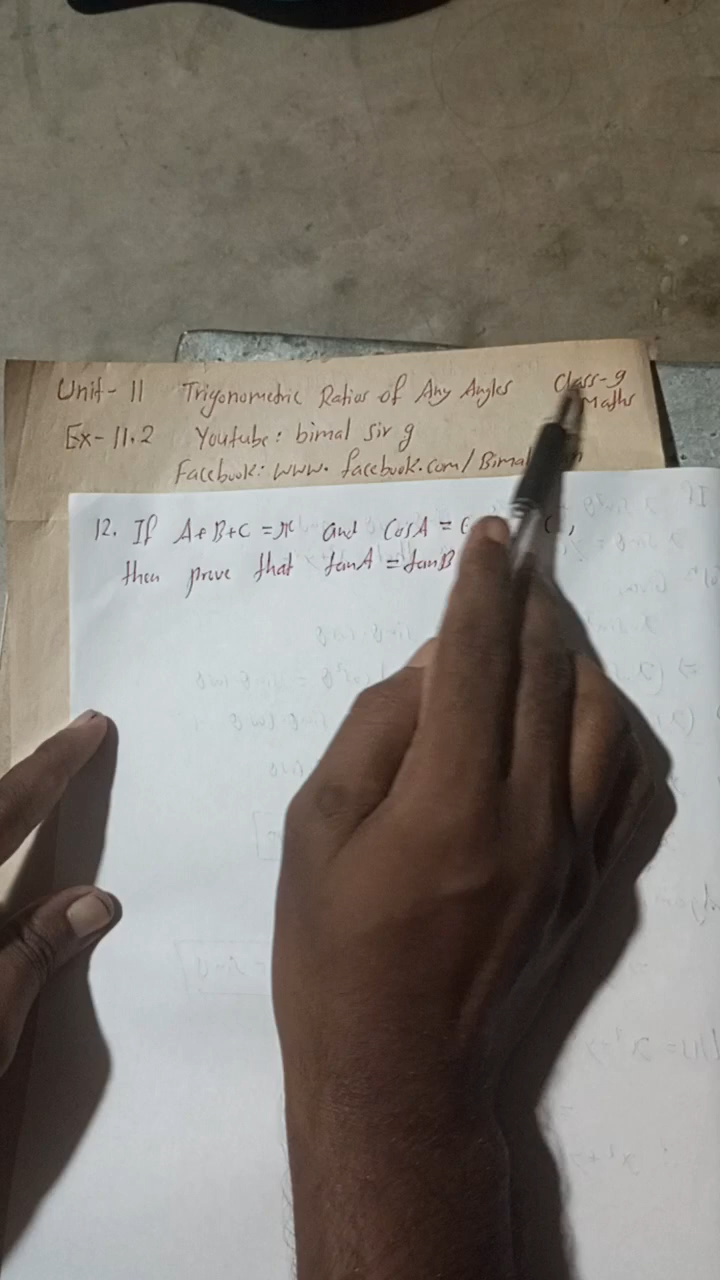 Unit- 11 Trigonometric Ratios of Any Angles Class-9
Maths
Ex- 11.2 Youtube: bimal sir g
Facebook: www. facebook.com/
12. If A+B+C = π and CosA =
then prove that tanA = tanB